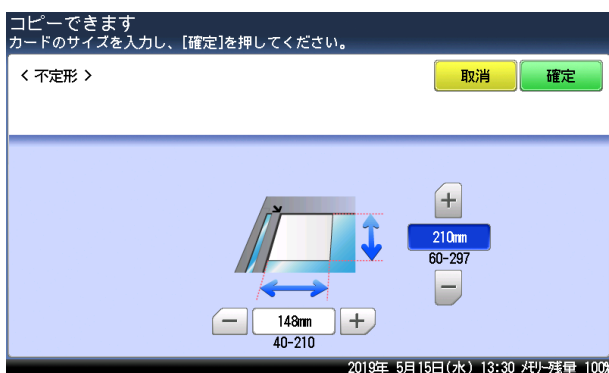 コピーできます
カードのサイズを入力し、[確定]を押してください。
< 不定形 >
取消
確定
+
210mm
60-297
−
− 148mm +
40-210
2019年 5月15日(水) 13:30 メモリー残量 100%